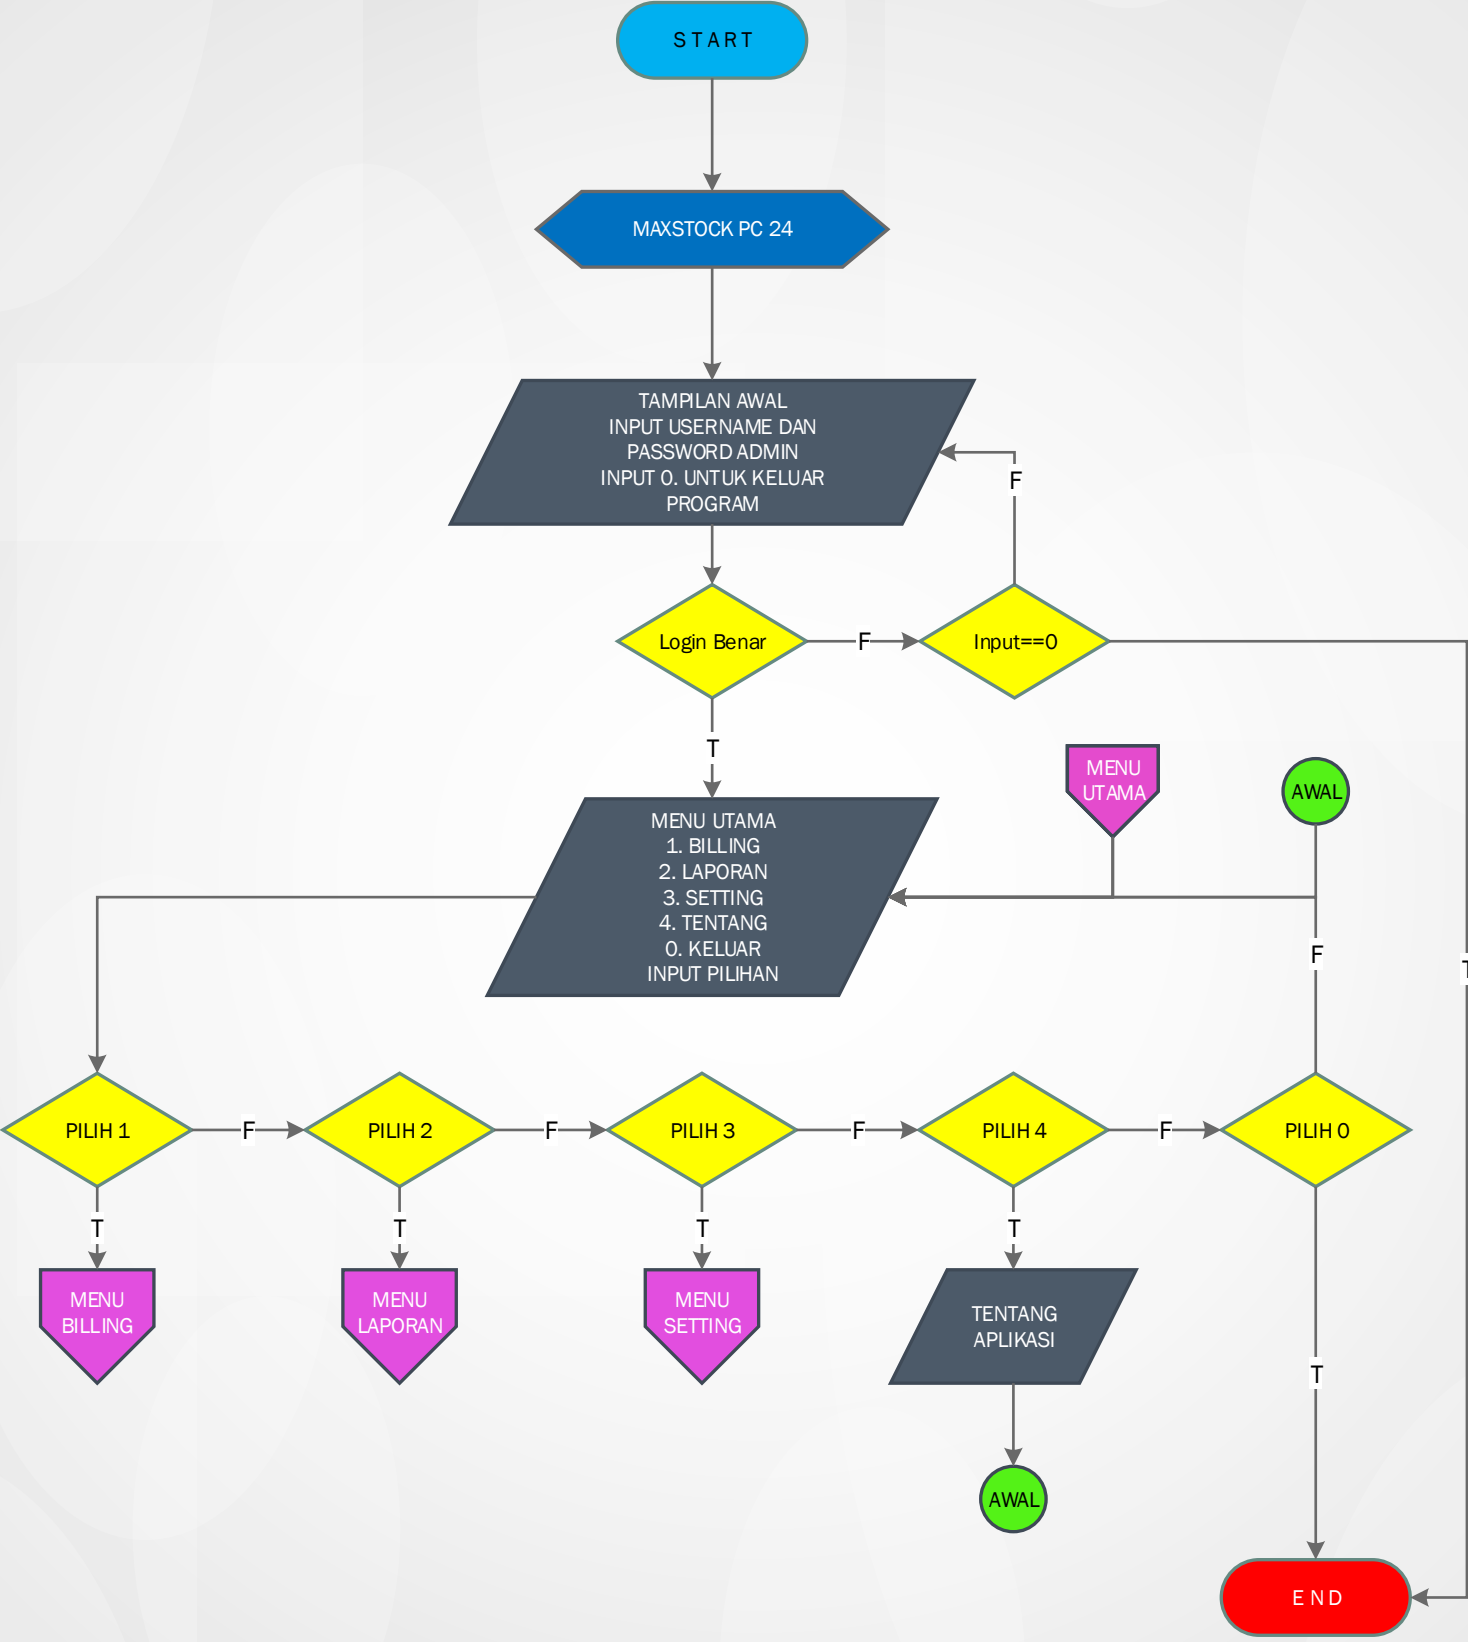 START
MAXSTOCK PC 24
TAMPILAN AWAL
INPUT USERNAME DAN
PASSWORD ADMIN
INPUT 0. UNTUK KELUAR
PROGRAM
F
Login Benar
F
Input==0
T
MENU
UTAMA
AWAL
MENU UTAMA
1. BILLING
2. LAPORAN
3. SETTING
4. TENTANG
0. KELUAR
INPUT PILIHAN
F
T
PILIH 1
F
PILIH 2
F
PILIH 3
F
PILIH 4
F
PILIH 0
T
T
T
T
MENU
BILLING
MENU
LAPORAN
MENU
SETTING
TENTANG
APLIKASI
T
AWAL
END